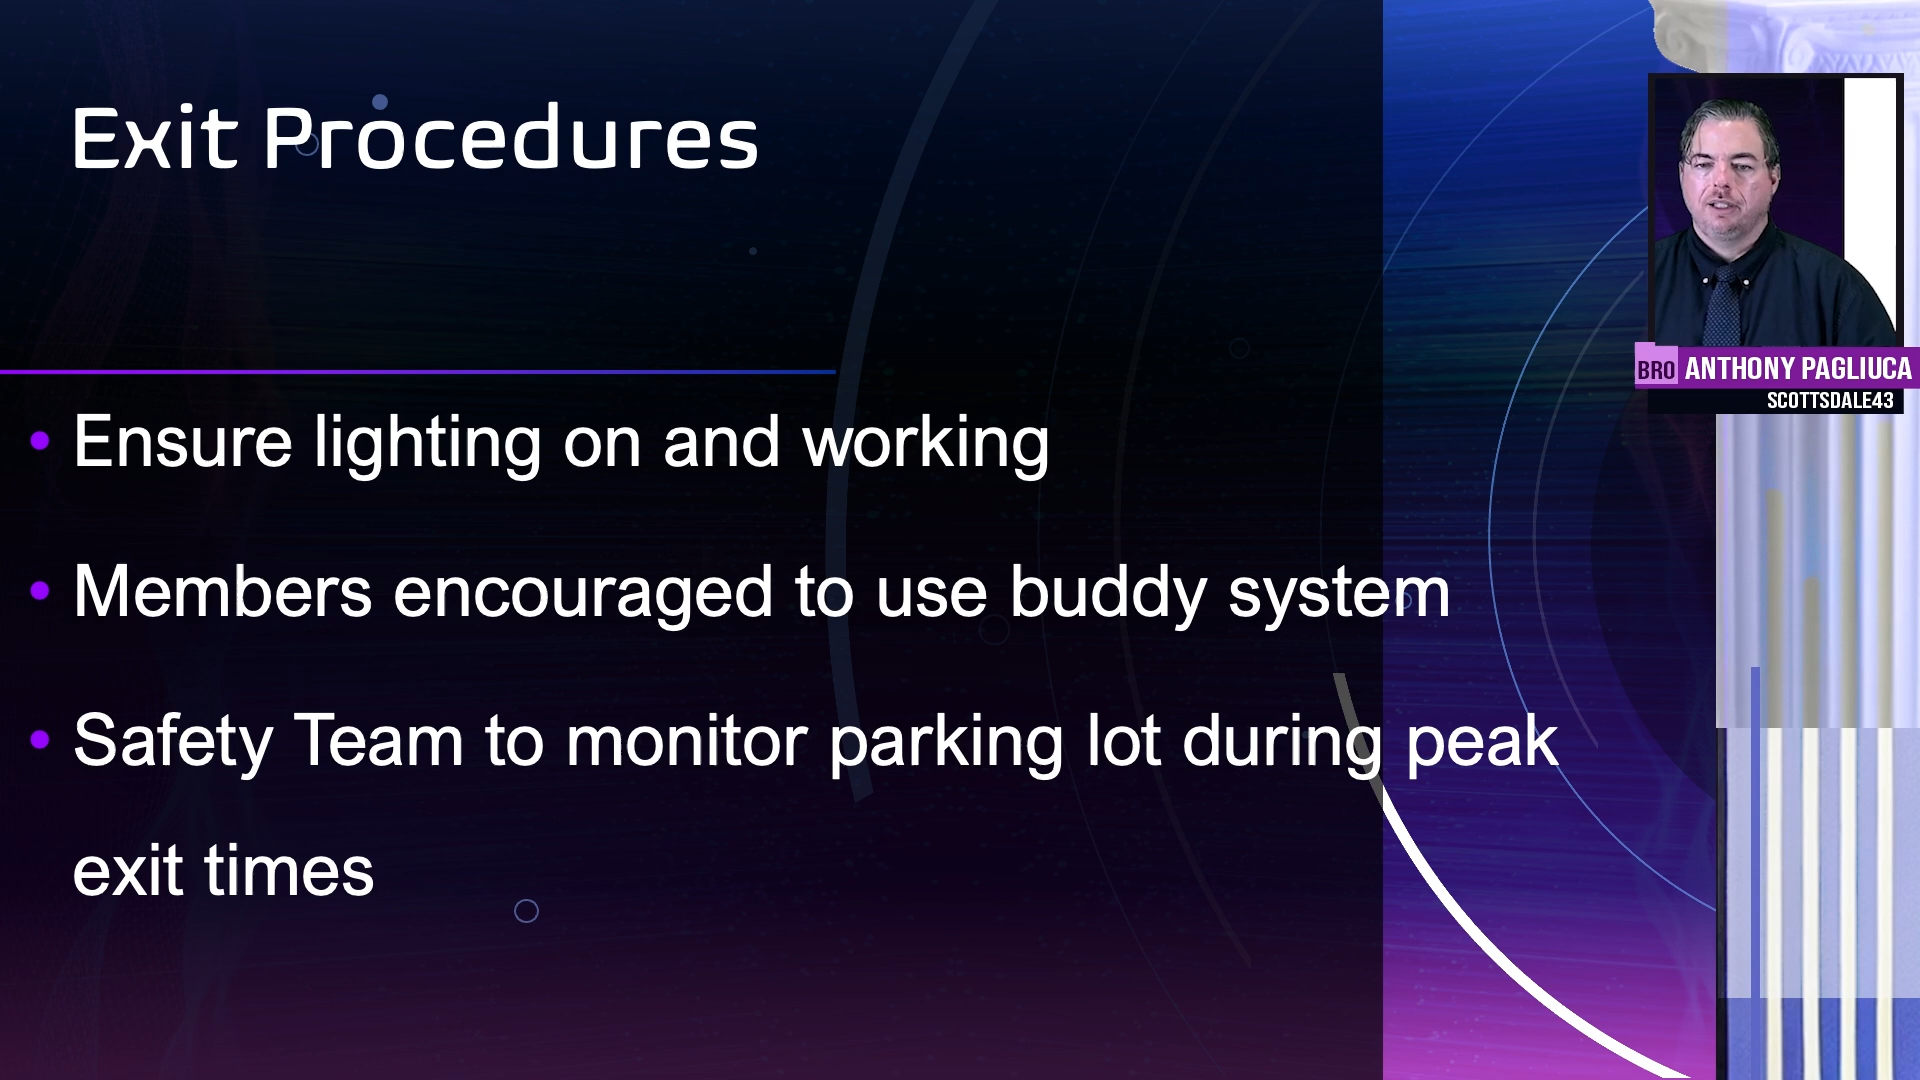 Exit Procedures
Ensure lighting on and working
Members encouraged to use buddy system
Safety Team to monitor parking lot during peak
exit times
BRO ANTHONY PAGLIUCA
SCOTTSDALE43